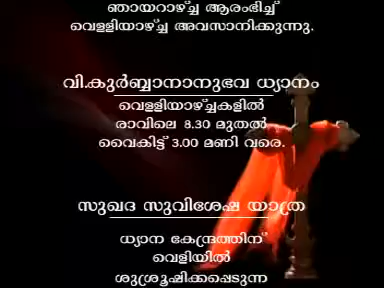 ഞായറാഴ്ച്ച ആരംഭിച്ച്
വെള്ളിയാഴ്ച്ച അവസാനിക്കുന്നു.
വി.കുർബ്ബാനാനുഭവ ധ്യാനം
വെള്ളിയാഴ്ച്ചകളിൽ
രാവിലെ 8.30 മുതൽ
വൈകിട്ട് 3.00 മണി വരെ.
സുഖദ സുവിശേഷ യാത്ര
ധ്യാന കേന്ദ്രത്തിന്
വെളിയിൽ
ശുശ്രൂഷിക്കപ്പെടുന്ന